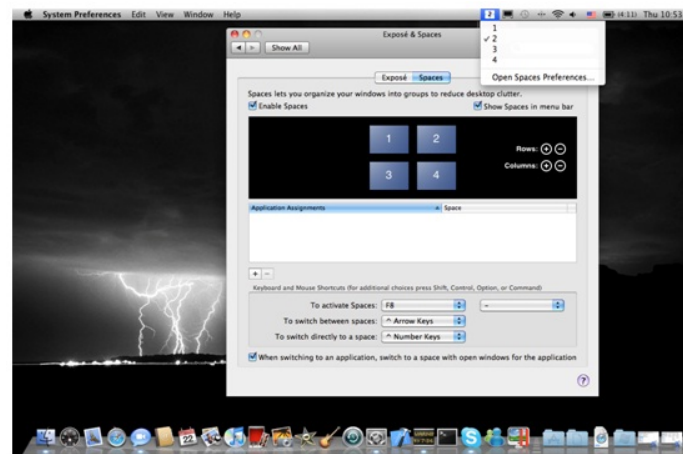 System Preferences Edit View Window Help
2
(4:11) Thu 10:53
Exposé & Spaces
Show All
1
✓ 2
3
4
Open Spaces Preferences...
Exposé Spaces
Spaces lets you organize your windows into groups to reduce desktop clutter.
Enable Spaces
Show Spaces in menu bar
1 2
Rows:
Columns:
3 4
Application Assignments Space
Keyboard and Mouse Shortcuts (for additional choices press Shift, Control, Option, or Command)
To activate Spaces: F8 –
To switch between spaces: ^ Arrow Keys
To switch directly to a space: ^ Number Keys
When switching to an application, switch to a space with open windows for the application
?
22